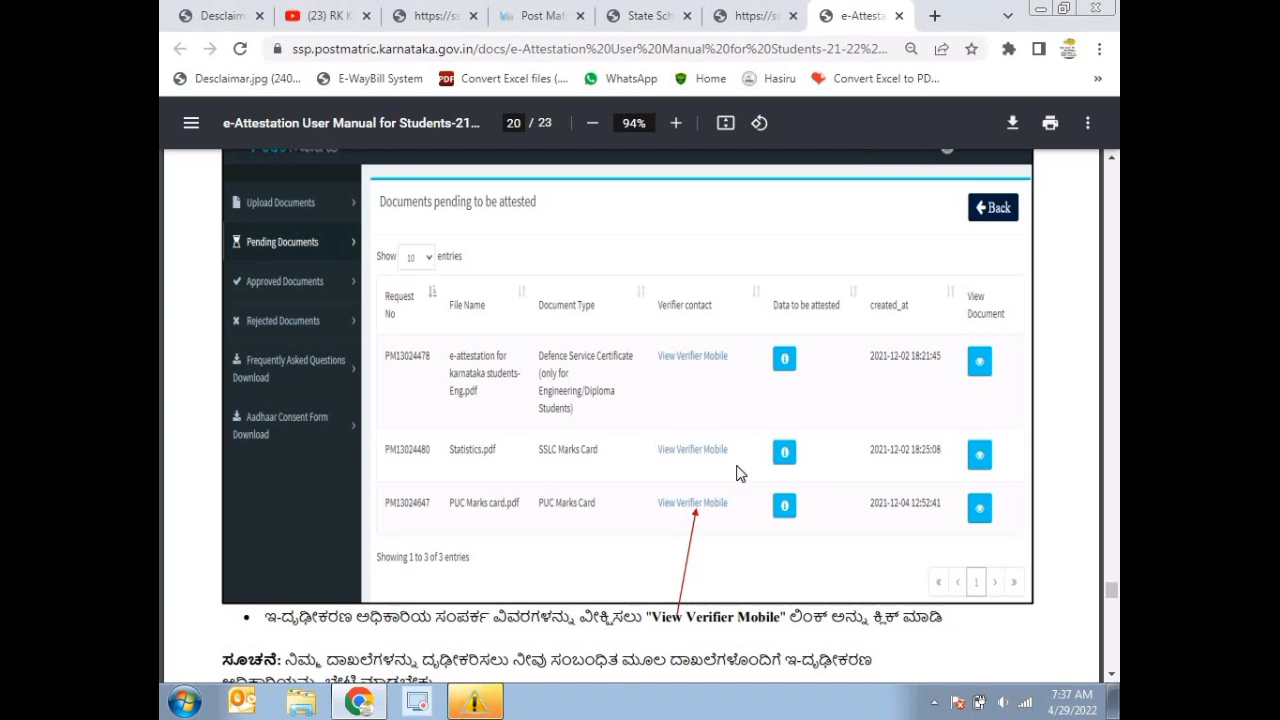 Desclaim
(23) RK K
https://ss
Post Mat
State Sch
https://ss
e-Attesta
ssp.postmatric.karnataka.gov.in/docs/e-Attestation%20User%20Manual%20for%20Students-21-22%2...
Desclaimar.jpg (240...
E-WayBill System
Convert Excel files (....
WhatsApp
Home
Hasiru
Convert Excel to PD...
»
e-Attestation User Manual for Students-21...
20 / 23
94%
Upload Documents
Pending Documents
Approved Documents
Rejected Documents
Frequently Asked Questions
Download
Aadhaar Consent Form
Download
Documents pending to be attested
Back
Show 10 entries
Request No File Name Document Type Verifier contact Data to be attested created_at View Document
PM13024478 e-attestation for karnataka students-Eng.pdf Defence Service Certificate (only for Engineering/Diploma Students) View Verifier Mobile 2021-12-02 18:21:45
PM13024480 Statistics.pdf SSLC Marks Card View Verifier Mobile 2021-12-02 18:25:08
PM13024647 PUC Marks card.pdf PUC Marks Card View Verifier Mobile 2021-12-04 12:52:41
Showing 1 to 3 of 3 entries
« ‹ 1 › »
• ಇ-ದೃಢೀಕರಣ ಅಧಿಕಾರಿಯ ಸಂಪರ್ಕ ವಿವರಗಳನ್ನು ವೀಕ್ಷಿಸಲು "View Verifier Mobile" ಲಿಂಕ್ ಅನ್ನು ಕ್ಲಿಕ್ ಮಾಡಿ
ಸೂಚನೆ: ನಿಮ್ಮ ದಾಖಲೆಗಳನ್ನು ದೃಢೀಕರಿಸಲು ನೀವು ಸಂಬಂಧಿತ ಮೂಲ ದಾಖಲೆಗಳೊಂದಿಗೆ ಇ-ದೃಢೀಕರಣ
7:37 AM
4/29/2022